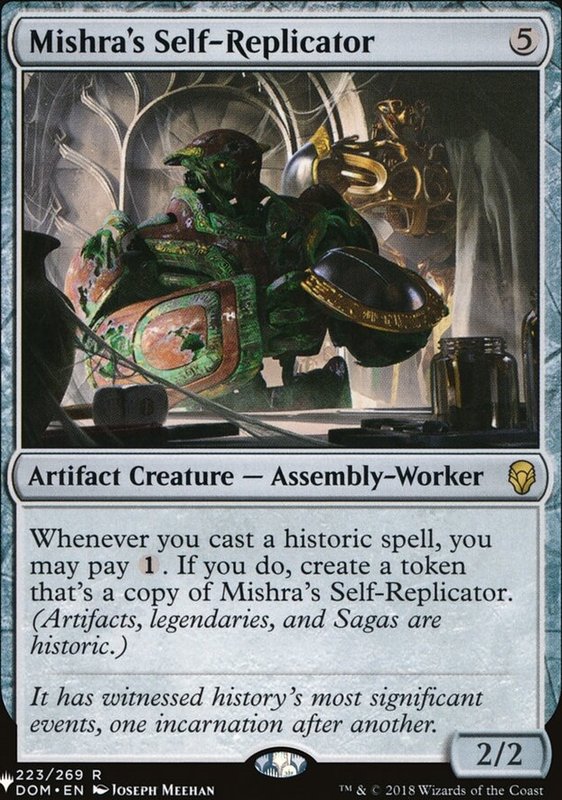 Mishra's Self-Replicator 5
Artifact Creature — Assembly-Worker
Whenever you cast a historic spell, you
may pay 1. If you do, create a token
that's a copy of Mishra's Self-Replicator.
(Artifacts, legendaries, and Sagas are
historic.)
It has witnessed history's most significant
events, one incarnation after another.
2/2
223/269 R
DOM • EN Joseph Meehan
™ & © 2018 Wizards of the Coast